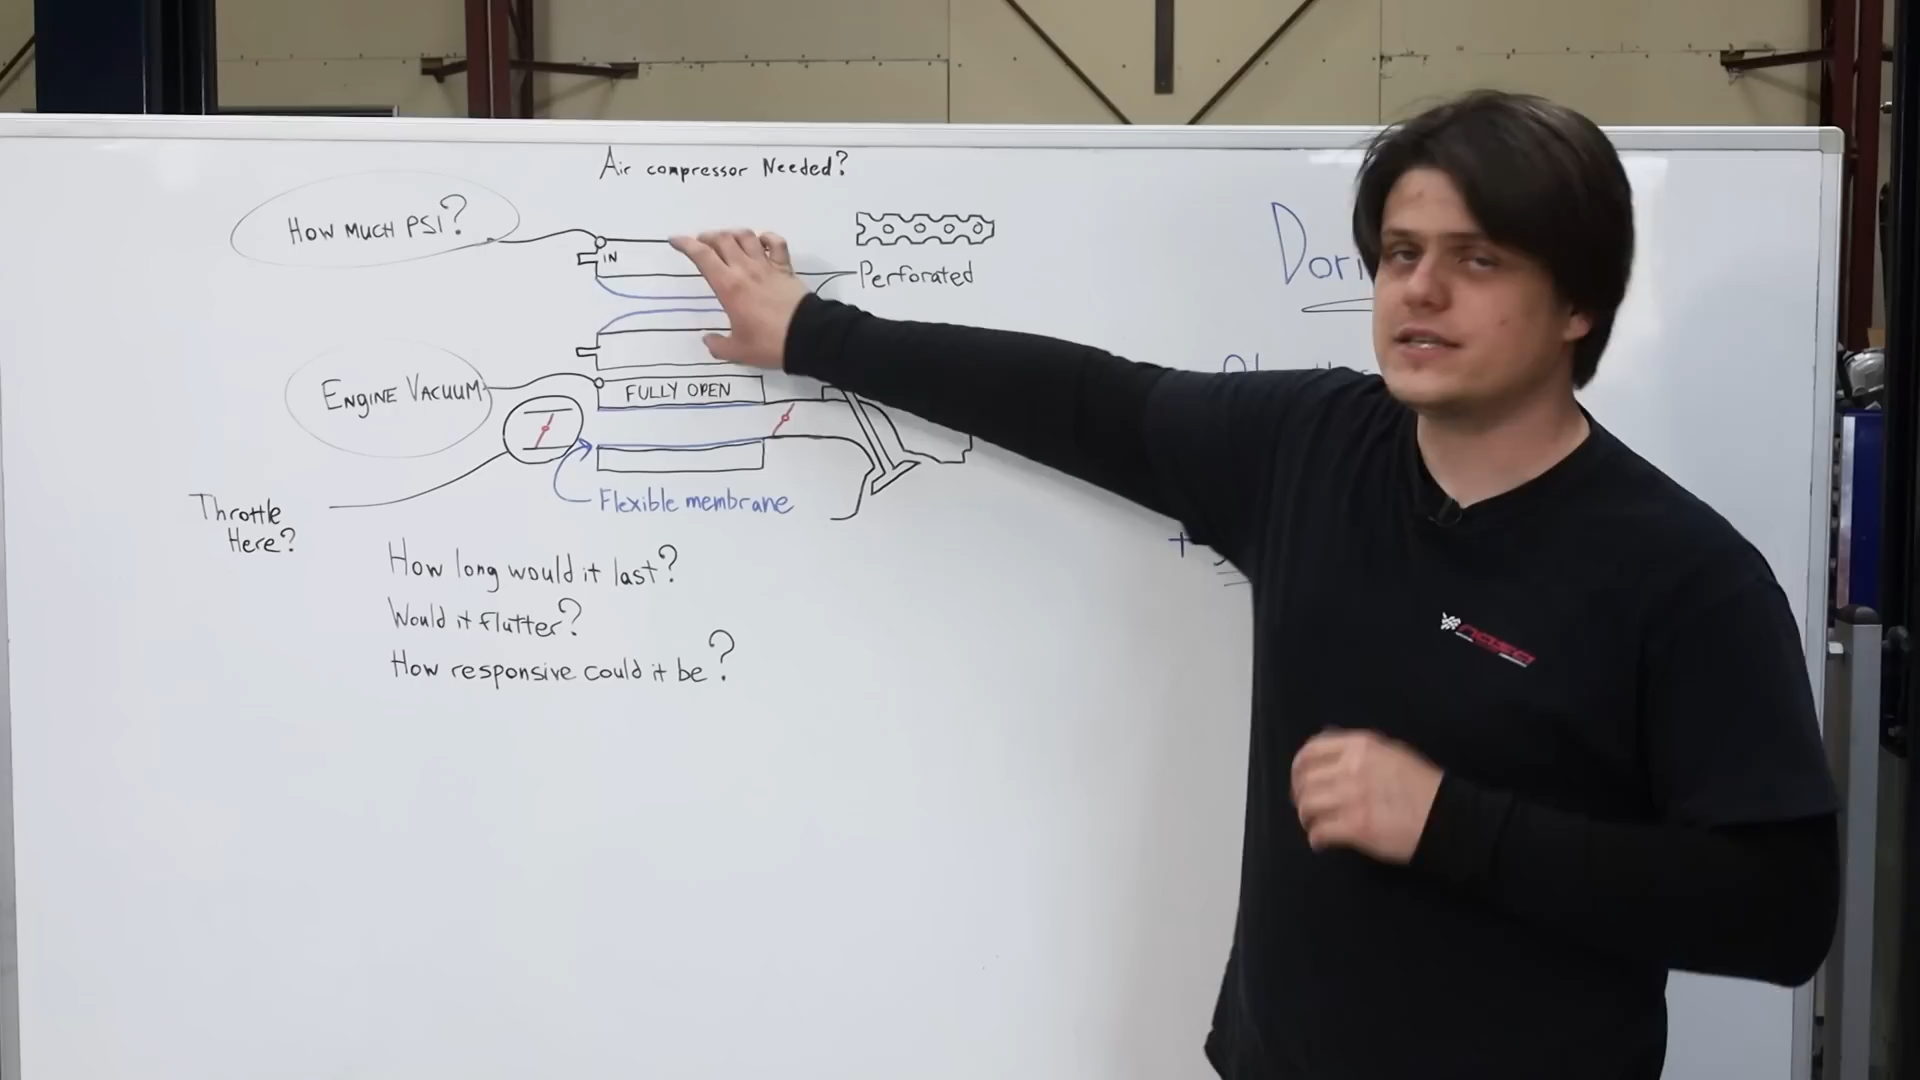 Air compressor Needed?
How MUCH PSI?
IN
Perforated
ENGINE VACUUM
FULLY OPEN
Flexible membrane
Throttle
Here?
How long would it last?
Would it flutter?
How responsive could it be?
Dori
+